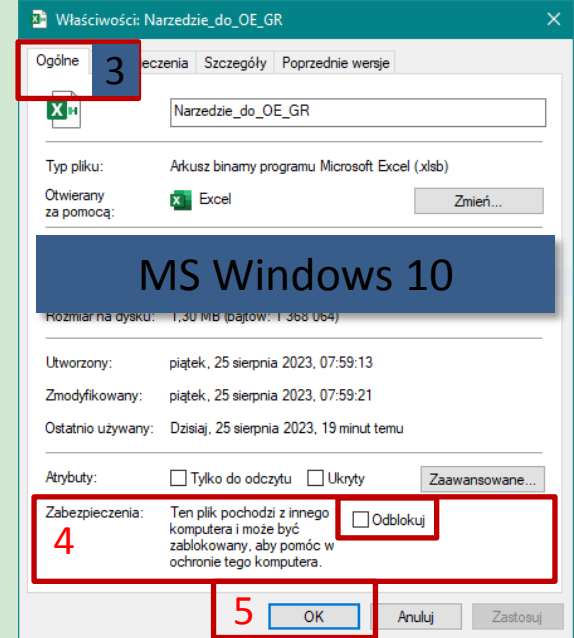 Właściwości: Narzedzie_do_OE_GR
Ogólne 3 eczenia Szczegóły Poprzednie wersje
Narzedzie_do_OE_GR
Typ pliku: Arkusz binarny programu Microsoft Excel (.xlsb)
Otwierany
za pomocą: Excel Zmień...
MS Windows 10
Rozmiar na dysku: 1,30 MB (bajtów: 1 368 064)
Utworzony: piątek, 25 sierpnia 2023, 07:59:13
Zmodyfikowany: piątek, 25 sierpnia 2023, 07:59:21
Ostatnio używany: Dzisiaj, 25 sierpnia 2023, 19 minut temu
Atrybuty: Tylko do odczytu Ukryty Zaawansowane...
Zabezpieczenia: Ten plik pochodzi z innego
komputera i może być
zablokowany, aby pomóc w
ochronie tego komputera.
Odblokuj
4
5 OK Anuluj Zastosuj